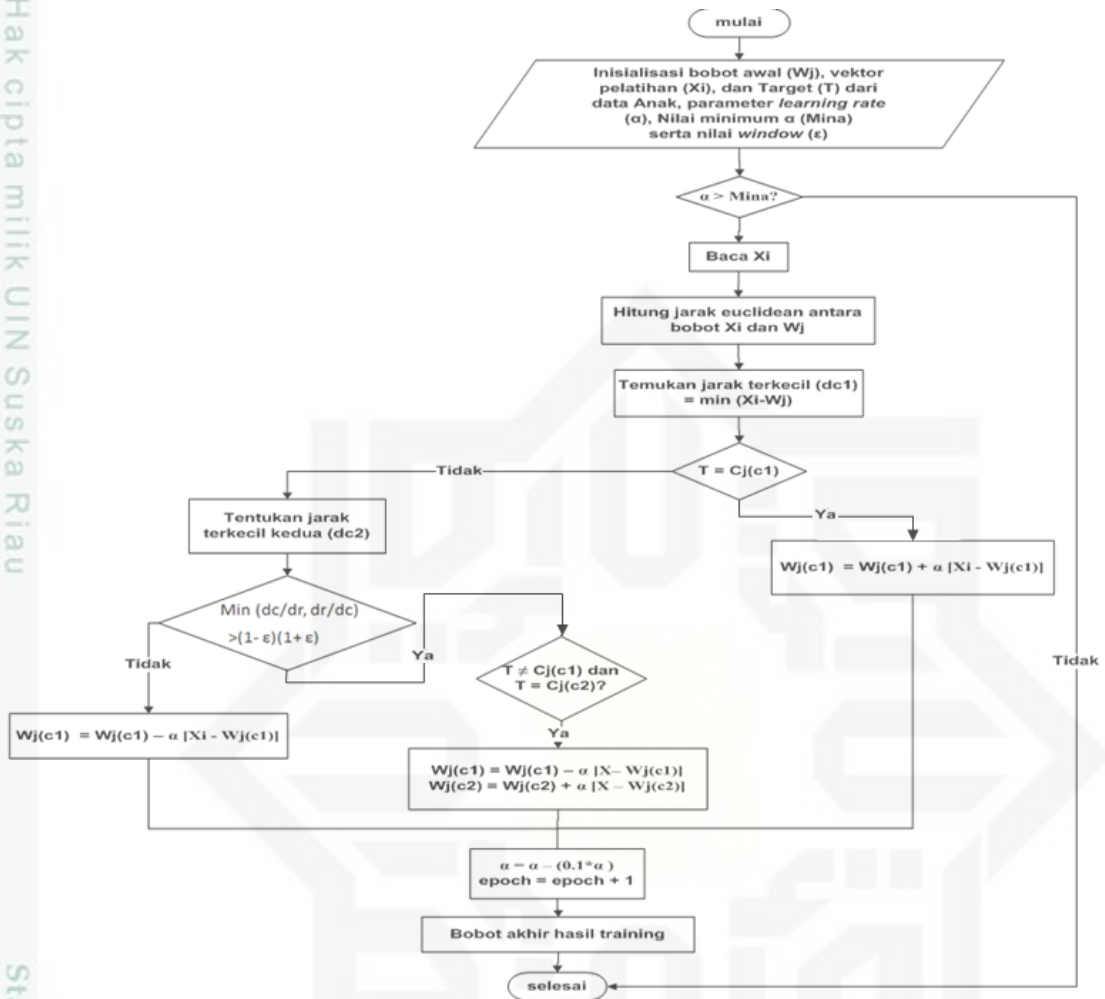 Hak cipta milik UIN Suska Riau
mulai
Inisialisasi bobot awal (Wj), vektor
pelatihan (Xi), dan Target (T) dari
data Anak, parameter learning rate
(α), Nilai minimum α (Mina)
serta nilai window (ε)
α > Mina?
Baca Xi
Hitung jarak euclidean antara
bobot Xi dan Wj
Temukan jarak terkecil (dc1)
= min (Xi-Wj)
T = Cj(c1)
Tidak
Ya
Tentukan jarak
terkecil kedua (dc2)
Wj(c1) = Wj(c1) + α [Xi - Wj(c1)]
Min (dc/dr, dr/dc)
>(1- ε)(1+ ε)
Tidak
Ya
T ≠ Cj(c1) dan
T = Cj(c2)?
Tidak
Ya
Wj(c1) = Wj(c1) – α [Xi - Wj(c1)]
Wj(c1) = Wj(c1) – α [X– Wj(c1)]
Wj(c2) = Wj(c2) + α [X – Wj(c2)]
α = α – (0.1*α )
epoch = epoch + 1
Bobot akhir hasil training
selesai